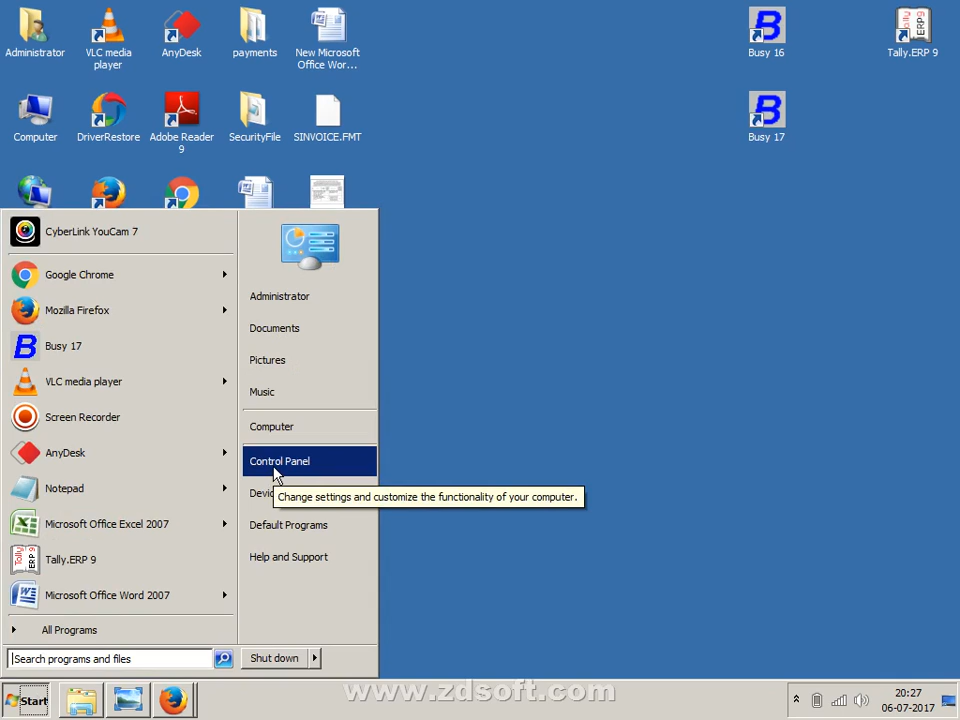 Administrator
VLC media
player
AnyDesk
payments
New Microsoft
Office Wor...
Busy 16
Tally.ERP 9
Computer
DriverRestore
Adobe Reader
9
SecurityFile
SINVOICE.FMT
Busy 17
CyberLink YouCam 7
Google Chrome
Mozilla Firefox
Busy 17
VLC media player
Screen Recorder
AnyDesk
Notepad
Microsoft Office Excel 2007
Tally.ERP 9
Microsoft Office Word 2007
All Programs
Search programs and files
Administrator
Documents
Pictures
Music
Computer
Control Panel
Devic
Change settings and customize the functionality of your computer.
Default Programs
Help and Support
Shut down
Start
www.zdsoft.com
20:27
06-07-2017